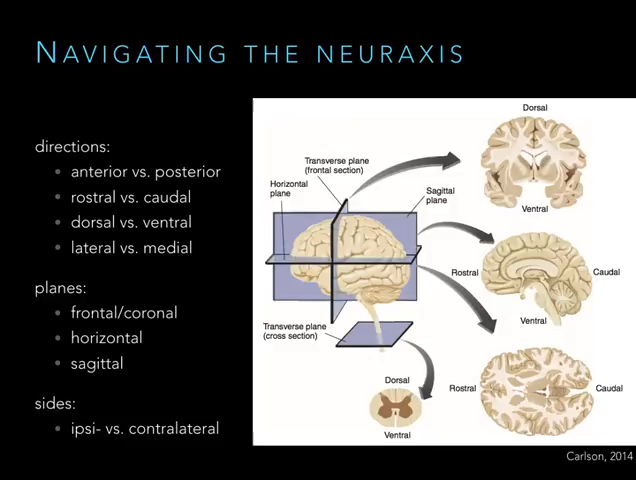 NAVIGATING THE NEURAXIS
directions:
• anterior vs. posterior
• rostral vs. caudal
• dorsal vs. ventral
• lateral vs. medial
planes:
• frontal/coronal
• horizontal
• sagittal
sides:
• ipsi- vs. contralateral
Transverse plane
(frontal section)
Horizontal
plane
Sagittal
plane
Transverse plane
(cross section)
Dorsal
Ventral
Rostral
Caudal
Ventral
Rostral
Caudal
Dorsal
Ventral
Carlson, 2014